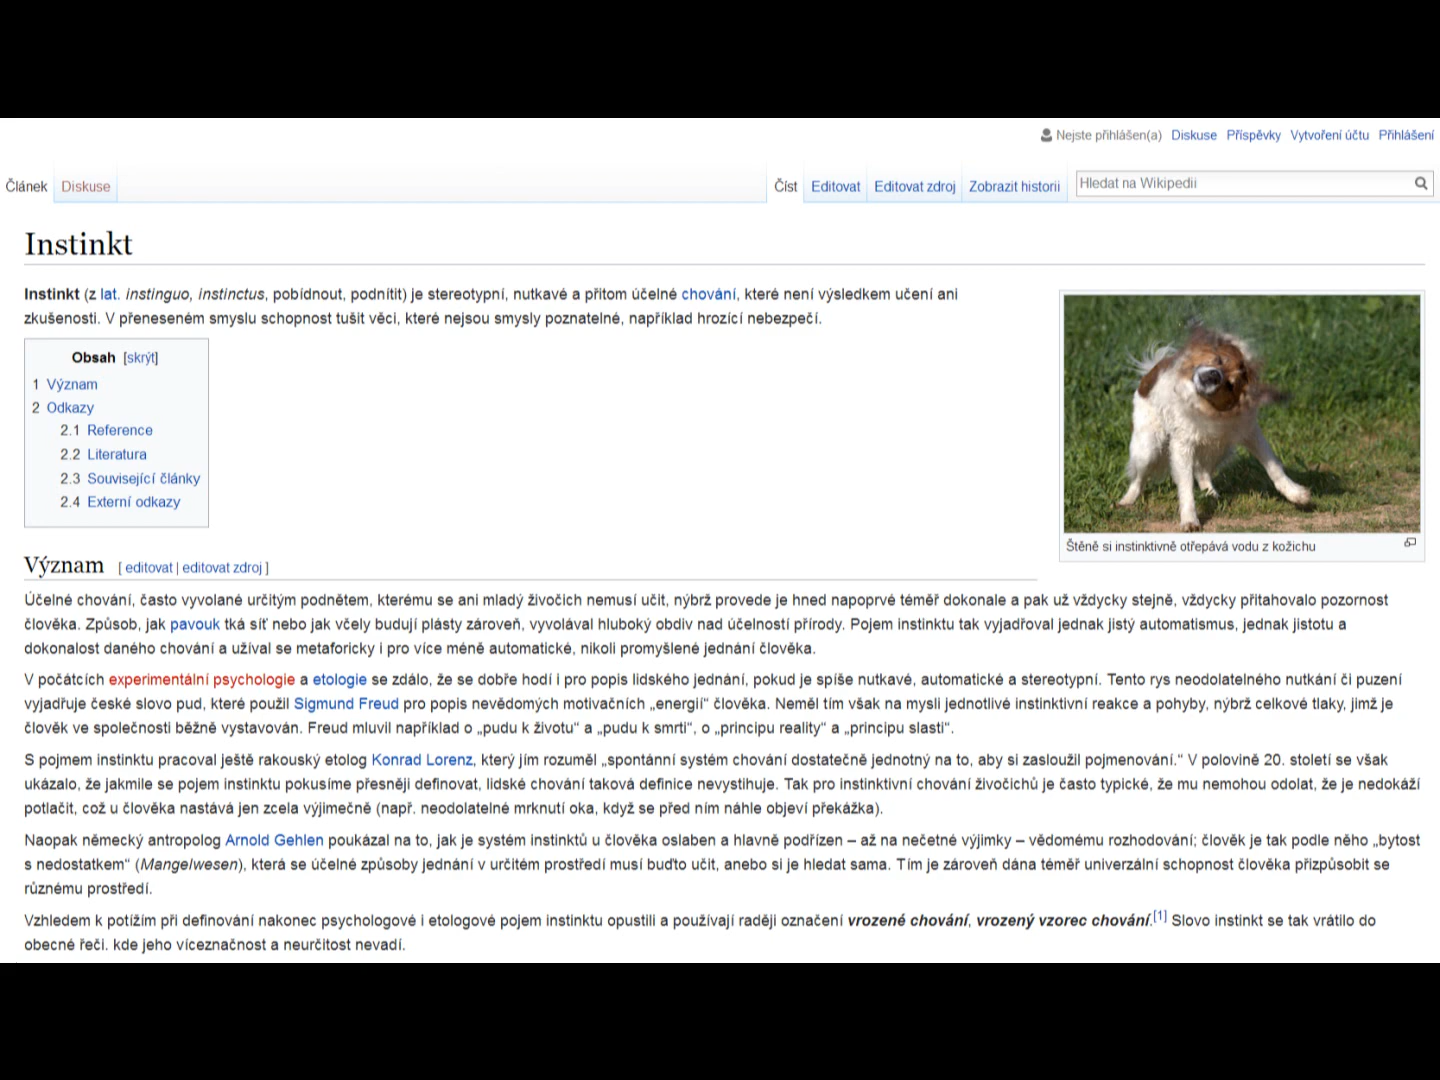 Nejste přihlášen(a) Diskuse Příspěvky Vytvoření účtu Přihlášení
Článek Diskuse Číst Editovat Editovat zdroj Zobrazit historii Hledat na Wikipedii
Instinkt
Instinkt (z lat. instinguo, instinctus, pobídnout, podnítit) je stereotypní, nutkavé a přitom účelné chování, které není výsledkem učení ani
zkušenosti. V přeneseném smyslu schopnost tušit věci, které nejsou smysly poznatelné, například hrozící nebezpečí.
Obsah [skrýt]
1 Význam
2 Odkazy
2.1 Reference
2.2 Literatura
2.3 Související články
2.4 Externí odkazy
Štěně si instinktivně otřepává vodu z kožichu
Význam [ editovat | editovat zdroj ]
Účelné chování, často vyvolané určitým podnětem, kterému se ani mladý živočich nemusí učit, nýbrž provede je hned napoprvé téměř dokonale a pak už vždycky stejně, vždycky přitahovalo pozornost
člověka. Způsob, jak pavouk tká síť nebo jak včely budují plásty zároveň, vyvolával hluboký obdiv nad účelností přírody. Pojem instinktu tak vyjadřoval jednak jistý automatismus, jednak jistotu a
dokonalost daného chování a užíval se metaforicky i pro více méně automatické, nikoli promyšlené jednání člověka.
V počátcích experimentální psychologie a etologie se zdálo, že se dobře hodí i pro popis lidského jednání, pokud je spíše nutkavé, automatické a stereotypní. Tento rys neodolatelného nutkání či puzení
vyjadřuje české slovo pud, které použil Sigmund Freud pro popis nevědomých motivačních „energií“ člověka. Neměl tím však na mysli jednotlivé instinktivní reakce a pohyby, nýbrž celkové tlaky, jimž je
člověk ve společnosti běžně vystavován. Freud mluvil například o „pudu k životu“ a „pudu k smrti“, o „principu reality“ a „principu slasti“.
S pojmem instinktu pracoval ještě rakouský etolog Konrad Lorenz, který jím rozuměl „spontánní systém chování dostatečně jednotný na to, aby si zasloužil pojmenování.“ V polovině 20. století se však
ukázalo, že jakmile se pojem instinktu pokusíme přesněji definovat, lidské chování taková definice nevystihuje. Tak pro instinktivní chování živočichů je často typické, že mu nemohou odolat, že je nedokáží
potlačit, což u člověka nastává jen zcela výjimečně (např. neodolatelné mrknutí oka, když se před ním náhle objeví překážka).
Naopak německý antropolog Arnold Gehlen poukázal na to, jak je systém instinktů u člověka oslaben a hlavně podřízen – až na nečetné výjimky – vědomému rozhodování; člověk je tak podle něho „bytost
s nedostatkem“ (Mangelwesen), která se účelné způsoby jednání v určitém prostředí musí buďto učit, anebo si je hledat sama. Tím je zároveň dána téměř univerzální schopnost člověka přizpůsobit se
různému prostředí.
Vzhledem k potížím při definování nakonec psychologové i etologové pojem instinktu opustili a používají raději označení vrozené chování, vrozený vzorec chování.[1] Slovo instinkt se tak vrátilo do
obecné řeči, kde jeho víceznačnost a neurčitost nevadí.